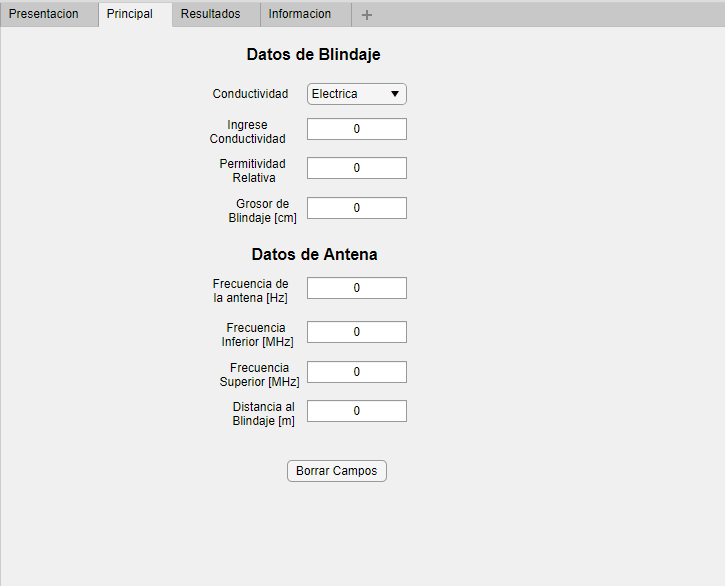 Presentacion Principal Resultados Informacion +
Datos de Blindaje
Conductividad Electrica
Ingrese
Conductividad 0
Permitividad
Relativa 0
Grosor de
Blindaje [cm] 0
Datos de Antena
Frecuencia de
la antena [Hz] 0
Frecuencia
Inferior [MHz] 0
Frecuencia
Superior [MHz] 0
Distancia al
Blindaje [m] 0
Borrar Campos